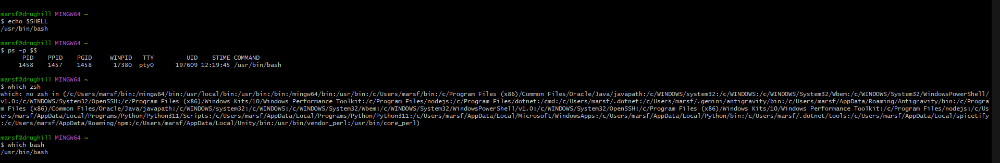 marsf@drughill MINGW64 ~
$ echo $SHELL
/usr/bin/bash
marsf@drughill MINGW64 ~
$ ps -p $$
      PID    PPID    PGID     WINPID   TTY         UID    STIME COMMAND
     1458    1457    1458      17380  pty0      197609 12:19:45 /usr/bin/bash
marsf@drughill MINGW64 ~
$ which zsh
which: no zsh in (/c/Users/marsf/bin:/mingw64/bin:/usr/local/bin:/usr/bin:/bin:/mingw64/bin:/usr/bin:/c/Users/marsf/bin:/c/Program Files (x86)/Common Files/Oracle/Java/javapath:/c/WINDOWS/system32:/c/WINDOWS:/c/WINDOWS/System32/Wbem:/c/WINDOWS/System32/WindowsPowerShell/
v1.0:/c/WINDOWS/System32/OpenSSH:/c/Program Files (x86)/Windows Kits/10/Windows Performance Toolkit:/c/Program Files/nodejs:/c/Program Files/dotnet:/cmd:/c/Users/marsf/.dotnet:/c/Users/marsf/.gemini/antigravity/bin:/c/Users/marsf/AppData/Roaming/Antigravity/bin:/c/Progra
m Files (x86)/Common Files/Oracle/Java/javapath:/c/WINDOWS/system32:/c/WINDOWS:/c/WINDOWS/System32/Wbem:/c/WINDOWS/System32/WindowsPowerShell/v1.0:/c/WINDOWS/System32/OpenSSH:/c/Program Files (x86)/Windows Kits/10/Windows Performance Toolkit:/c/Program Files/nodejs:/c/Us
ers/marsf/AppData/Local/Programs/Python/Python311/Scripts:/c/Users/marsf/AppData/Local/Programs/Python/Python311:/c/Users/marsf/AppData/Local/Microsoft/WindowsApps:/c/Users/marsf/AppData/Local/Python/bin:/c/Users/marsf/.dotnet/tools:/c/Users/marsf/AppData/Local/spicetify
:/c/Users/marsf/AppData/Roaming/npm:/c/Users/marsf/AppData/Local/Unity/bin:/usr/bin/vendor_perl:/usr/bin/core_perl)
marsf@drughill MINGW64 ~
$ which bash
/usr/bin/bash